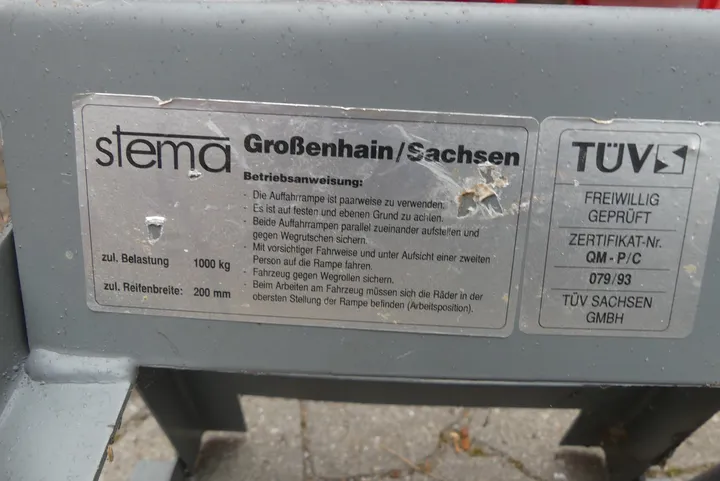 stema
Großenhain/Sachsen
Betriebsanweisung:
- Die Auffahrrampe ist paarweise zu verwenden.
- Es ist auf festen und ebenen Grund zu achten.
- Beide Auffahrrampen parallel zueinander aufstellen und
gegen Wegrutschen sichern.
- Mit vorsichtiger Fahrweise und unter Aufsicht einer zweiten
Person auf die Rampe fahren.
- Fahrzeug gegen Wegrollen sichern.
- Beim Arbeiten am Fahrzeug müssen sich die Räder in der
obersten Stellung der Rampe befinden (Arbeitsposition).
zul. Belastung 1000 kg
zul. Reifenbreite: 200 mm
TÜV
FREIWILLIG
GEPRÜFT
ZERTIFIKAT-Nr.
QM - P/C
079/93
TÜV SACHSEN
GMBH